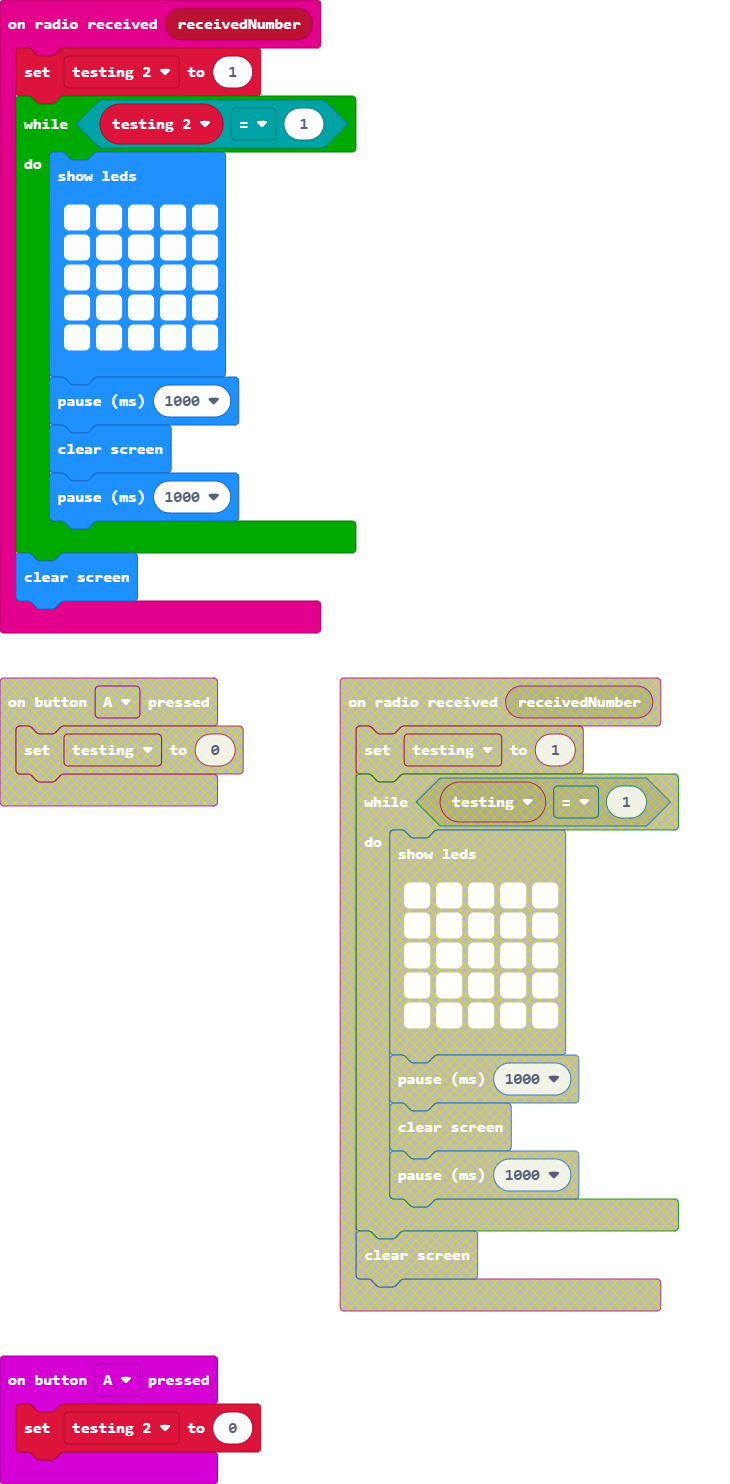 on radio received receivedNumber
set testing 2 to 1
while testing 2 = 1
do
show leds
pause (ms) 1000
clear screen
pause (ms) 1000
clear screen
on button A pressed
set testing to 0
on radio received receivedNumber
set testing to 1
while testing = 1
do
show leds
pause (ms) 1000
clear screen
pause (ms) 1000
clear screen
on button A pressed
set testing 2 to 0